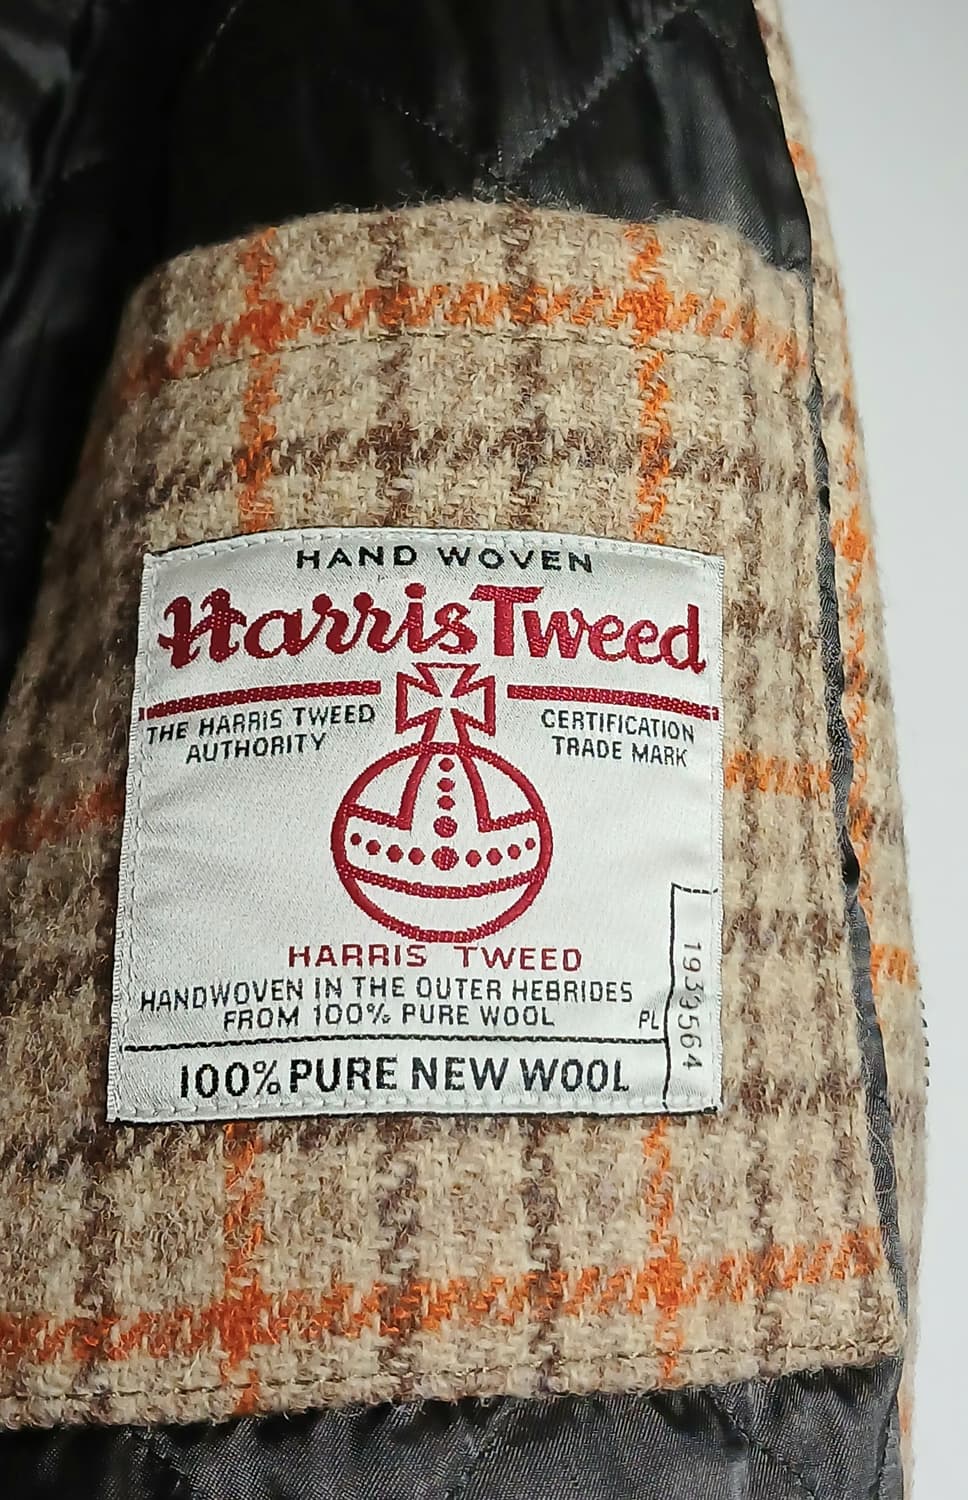 HAND WOVEN
Harris Tweed
THE HARRIS TWEED
AUTHORITY
CERTIFICATION
TRADE MARK
HARRIS TWEED
HANDWOVEN IN THE OUTER HEBRIDES
FROM 100% PURE WOOL
PL
100% PURE NEW WOOL